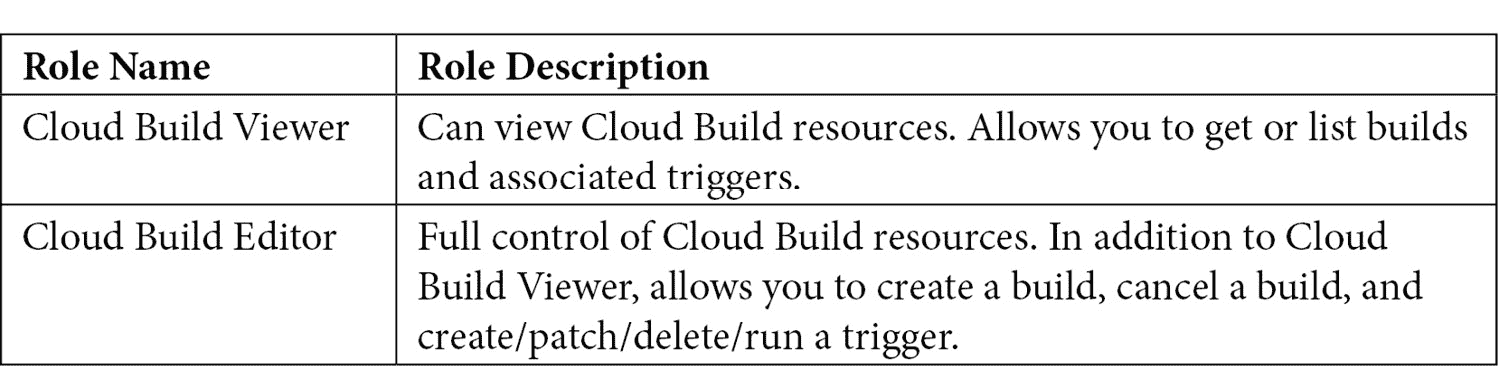 Role Name Role Description
Cloud Build Viewer Can view Cloud Build resources. Allows you to get or list builds
and associated triggers.
Cloud Build Editor Full control of Cloud Build resources. In addition to Cloud
Build Viewer, allows you to create a build, cancel a build, and
create/patch/delete/run a trigger.